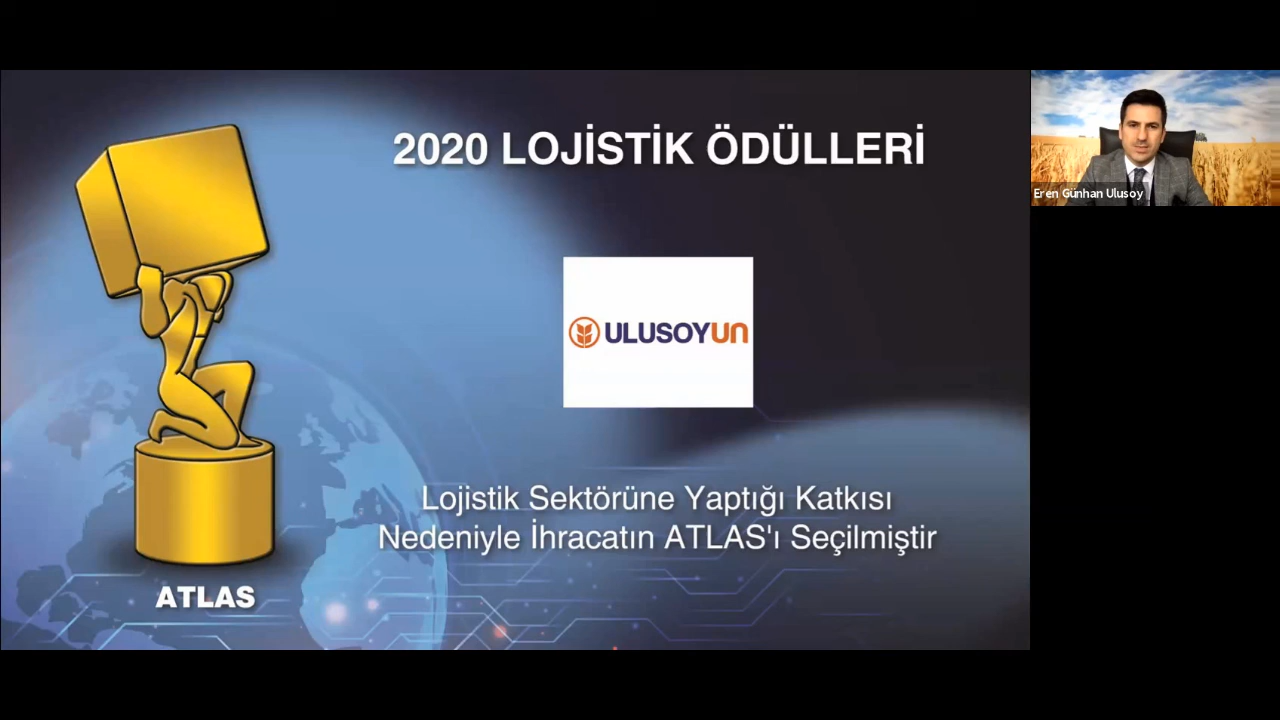 2020 LOJİSTİK ÖDÜLLERİ
ULUSOYUN
Lojistik Sektörüne Yaptığı Katkısı
Nedeniyle İhracatın ATLAS'ı Seçilmiştir
ATLAS
Eren Günhan Ulusoy